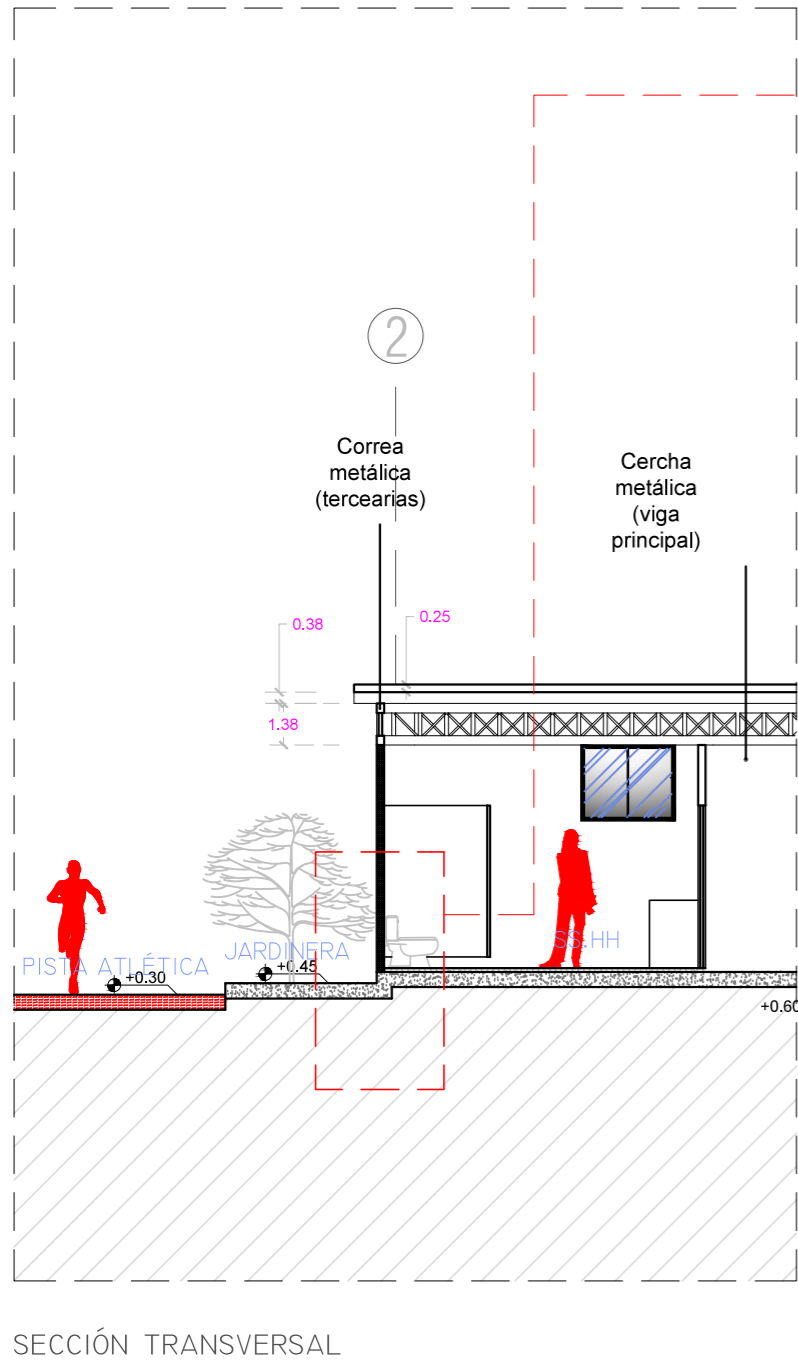 2
Correa
metálica
(tercearias)
Cercha
metálica
(viga
principal)
0.38
0.25
1.38
JARDINERA
SS.HH
PISTA ATLÉTICA
+0.30
+0.45
+0.60
SECCIÓN TRANSVERSAL